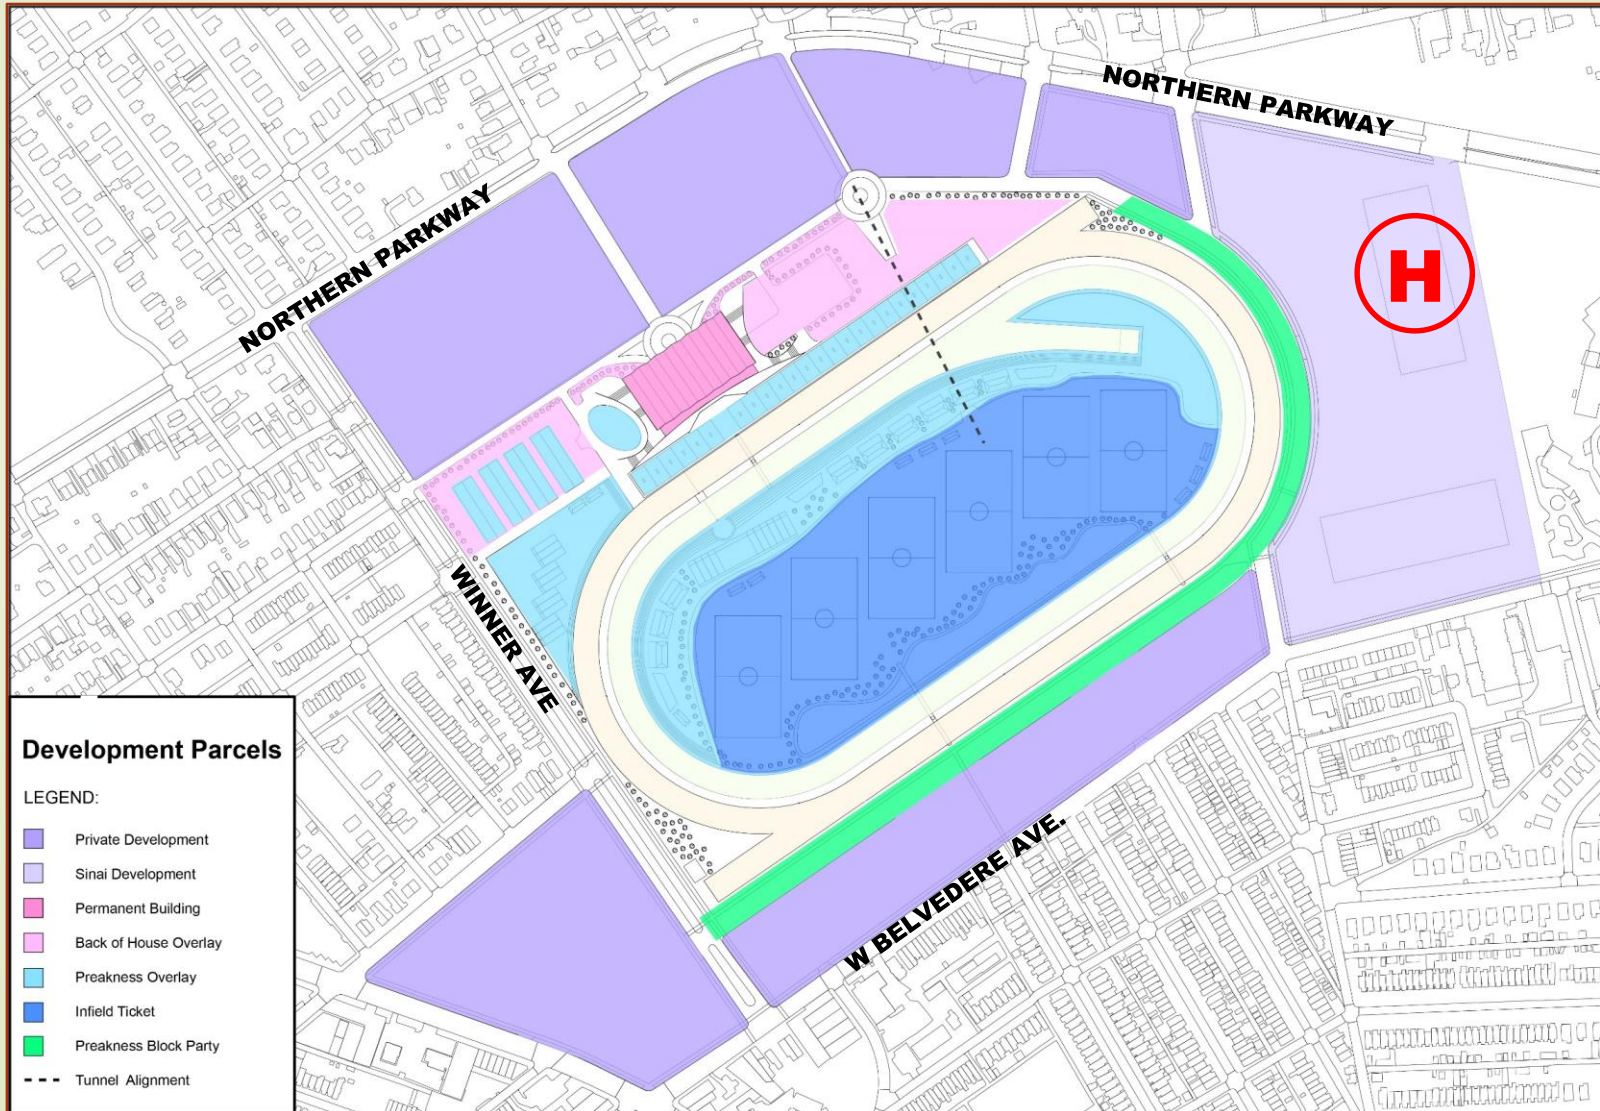 NORTHERN PARKWAY
NORTHERN PARKWAY
H
WINNER AVE
W BELVEDERE AVE.
Development Parcels
LEGEND:
Private Development
Sinai Development
Permanent Building
Back of House Overlay
Preakness Overlay
Infield Ticket
Preakness Block Party
Tunnel Alignment